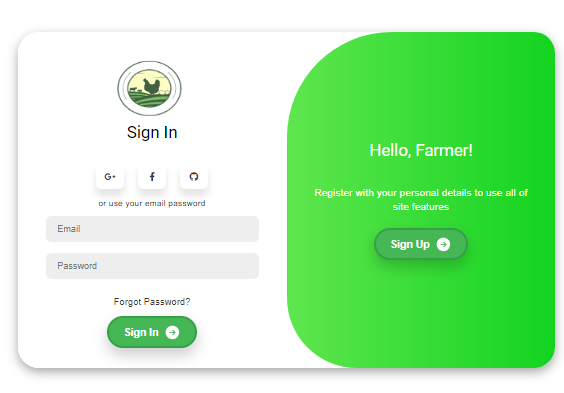 Sign In
G+
or use your email password
Email
Password
Forgot Password?
Sign In
Hello, Farmer!
Register with your personal details to use all of
site features
Sign Up